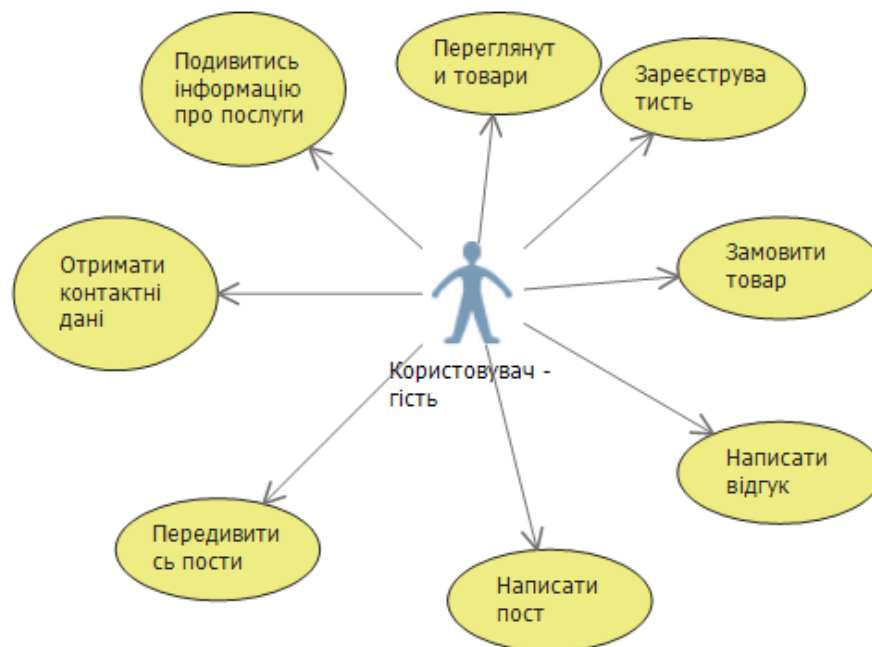 Подивитись
інформацію
про послуги
Переглянут
и товари
Зареєструва
тисть
Отримати
контактні
дані
Замовити
товар
Користовувач -
гість
Написати
відгук
Передивити
сь пости
Написати
пост